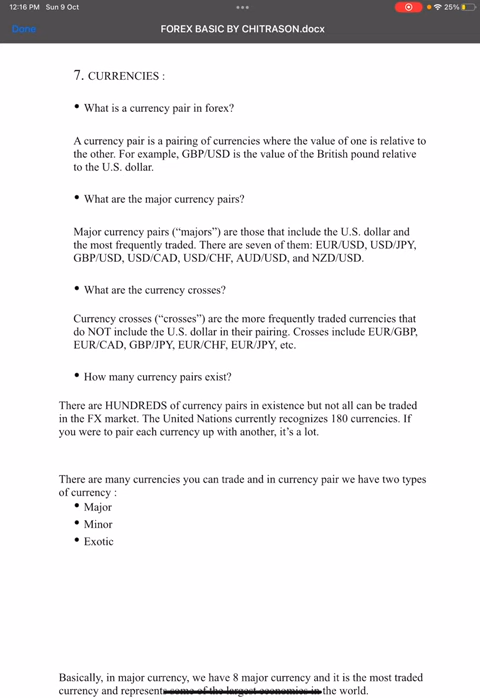 12:16 PM Sun 9 Oct
25%
Done
FOREX BASIC BY CHITRASON.docx
7. CURRENCIES :
• What is a currency pair in forex?
A currency pair is a pairing of currencies where the value of one is relative to
the other. For example, GBP/USD is the value of the British pound relative
to the U.S. dollar.
• What are the major currency pairs?
Major currency pairs (“majors”) are those that include the U.S. dollar and
the most frequently traded. There are seven of them: EUR/USD, USD/JPY,
GBP/USD, USD/CAD, USD/CHF, AUD/USD, and NZD/USD.
• What are the currency crosses?
Currency crosses (“crosses”) are the more frequently traded currencies that
do NOT include the U.S. dollar in their pairing. Crosses include EUR/GBP,
EUR/CAD, GBP/JPY, EUR/CHF, EUR/JPY, etc.
• How many currency pairs exist?
There are HUNDREDS of currency pairs in existence but not all can be traded
in the FX market. The United Nations currently recognizes 180 currencies. If
you were to pair each currency up with another, it’s a lot.
There are many currencies you can trade and in currency pair we have two types
of currency :
• Major
• Minor
• Exotic
Basically, in major currency, we have 8 major currency and it is the most traded
currency and represents some of the largest economies in the world.